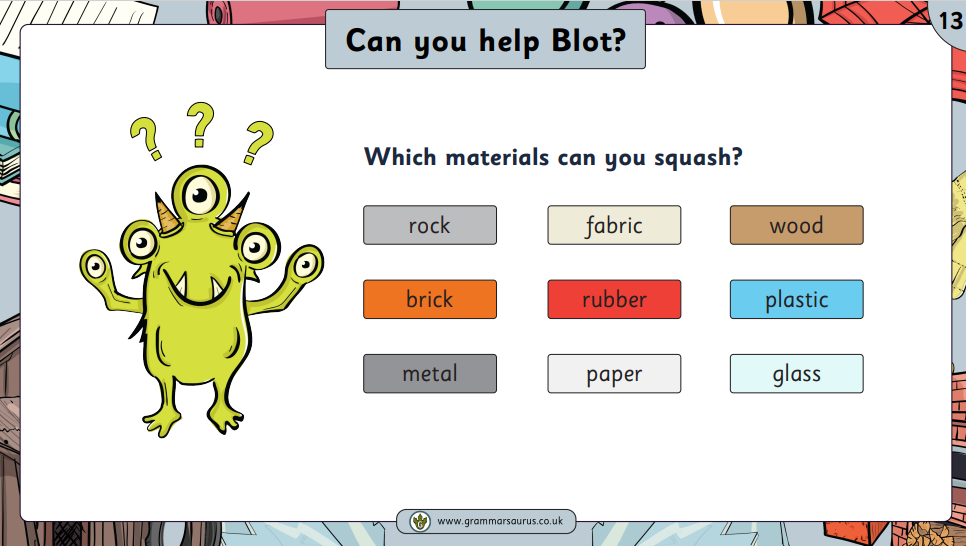 13
Can you help Blot?
? ? ?
Which materials can you squash?
rock fabric wood
brick rubber plastic
metal paper glass
www.grammarsaurus.co.uk